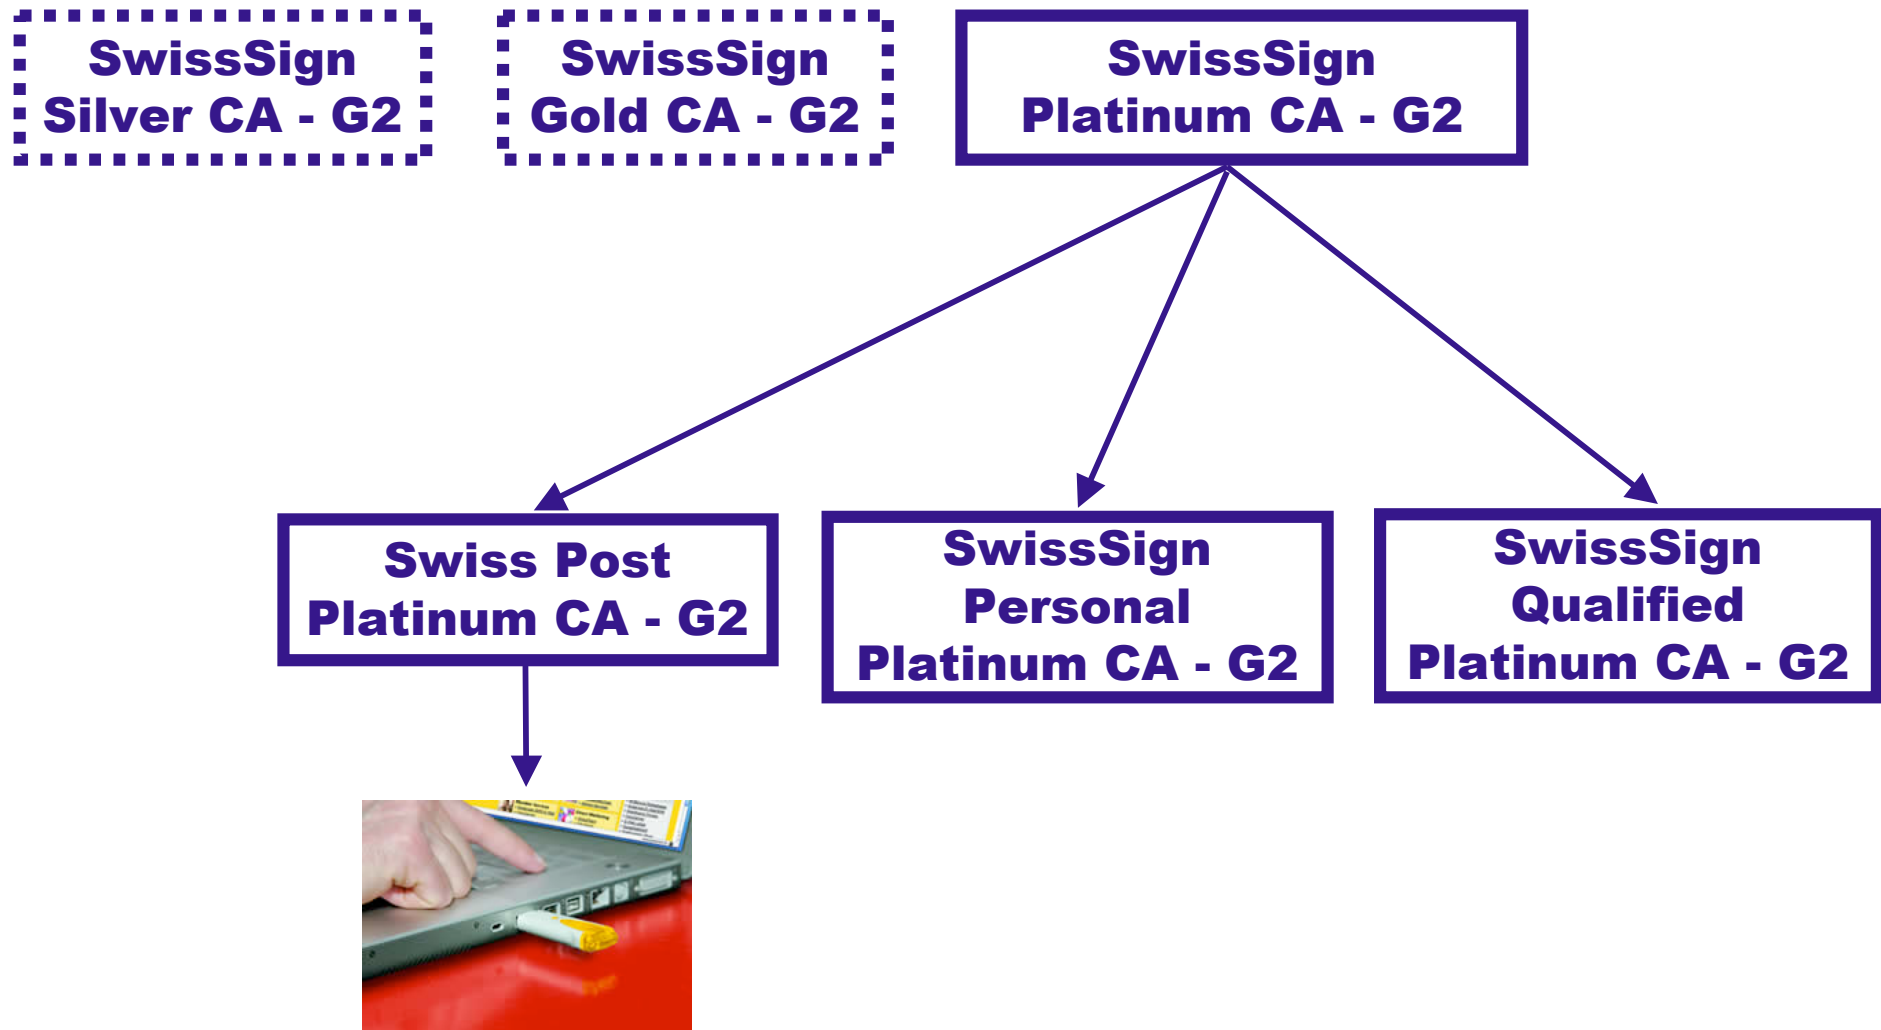 SwissSign
Silver CA - G2
SwissSign
Gold CA - G2
SwissSign
Platinum CA - G2
Swiss Post
Platinum CA - G2
SwissSign
Personal
Platinum CA - G2
SwissSign
Qualified
Platinum CA - G2